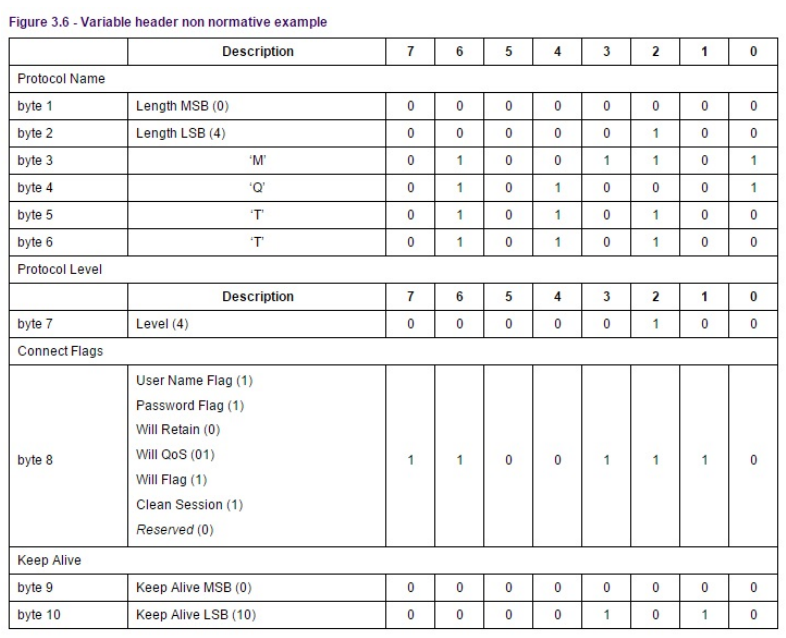 Figure 3.6 - Variable header non normative example
Description 7 6 5 4 3 2 1 0
Protocol Name
byte 1 Length MSB (0) 0 0 0 0 0 0 0 0
byte 2 Length LSB (4) 0 0 0 0 0 1 0 0
byte 3 ‘M’ 0 1 0 0 1 1 0 1
byte 4 ‘Q’ 0 1 0 1 0 0 0 1
byte 5 ‘T’ 0 1 0 1 0 1 0 0
byte 6 ‘T’ 0 1 0 1 0 1 0 0
Protocol Level
Description 7 6 5 4 3 2 1 0
byte 7 Level (4) 0 0 0 0 0 1 0 0
Connect Flags
User Name Flag (1)
Password Flag (1)
Will Retain (0)
byte 8 Will QoS (01) 1 1 0 0 1 1 1 0
Will Flag (1)
Clean Session (1)
Reserved (0)
Keep Alive
byte 9 Keep Alive MSB (0) 0 0 0 0 0 0 0 0
byte 10 Keep Alive LSB (10) 0 0 0 0 1 0 1 0